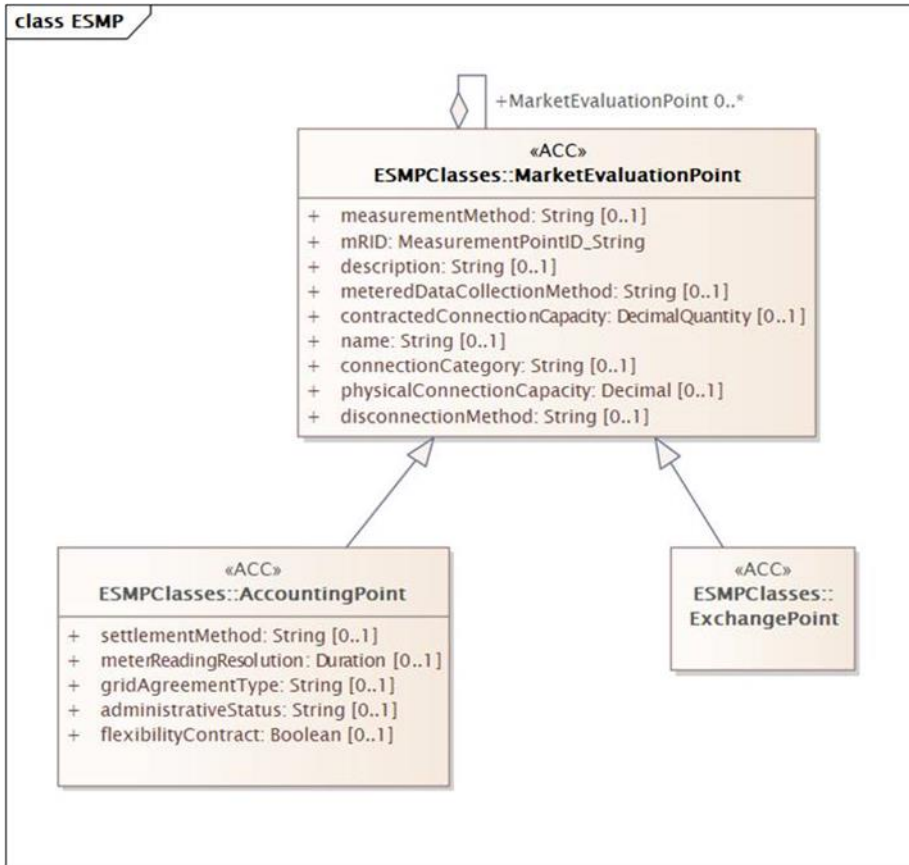 class ESMP
+MarketEvaluationPoint 0..*
«ACC»
ESMPClasses::MarketEvaluationPoint
+ measurementMethod: String [0..1]
+ mRID: MeasurementPointID_String
+ description: String [0..1]
+ meteredDataCollectionMethod: String [0..1]
+ contractedConnectionCapacity: DecimalQuantity [0..1]
+ name: String [0..1]
+ connectionCategory: String [0..1]
+ physicalConnectionCapacity: Decimal [0..1]
+ disconnectionMethod: String [0..1]
«ACC»
ESMPClasses::AccountingPoint
+ settlementMethod: String [0..1]
+ meterReadingResolution: Duration [0..1]
+ gridAgreementType: String [0..1]
+ administrativeStatus: String [0..1]
+ flexibilityContract: Boolean [0..1]
«ACC»
ESMPClasses::
ExchangePoint